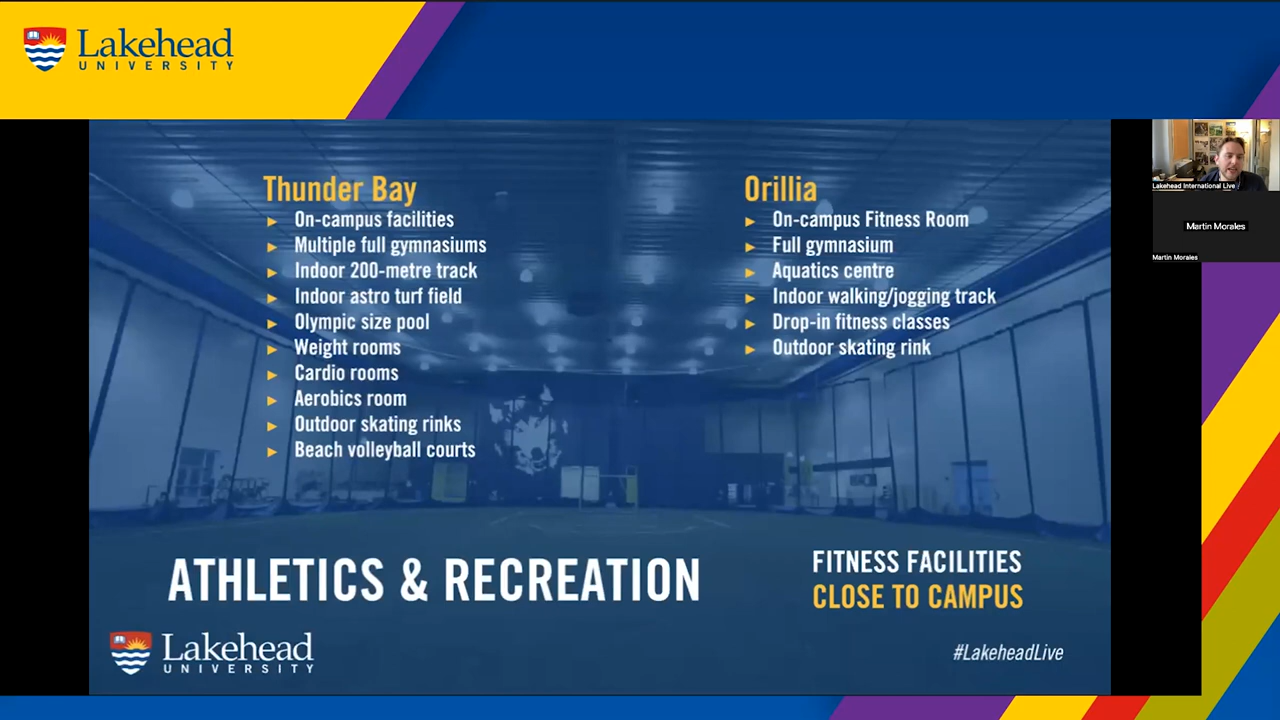 Lakehead
UNIVERSITY
Thunder Bay
► On-campus facilities
► Multiple full gymnasiums
► Indoor 200-metre track
► Indoor astro turf field
► Olympic size pool
► Weight rooms
► Cardio rooms
► Aerobics room
► Outdoor skating rinks
► Beach volleyball courts
Orillia
► On-campus Fitness Room
► Full gymnasium
► Aquatics centre
► Indoor walking/jogging track
► Drop-in fitness classes
► Outdoor skating rink
ATHLETICS & RECREATION
FITNESS FACILITIES
CLOSE TO CAMPUS
Lakehead
UNIVERSITY
#LakeheadLive
Lakehead International Live
Martin Morales
Martin Morales